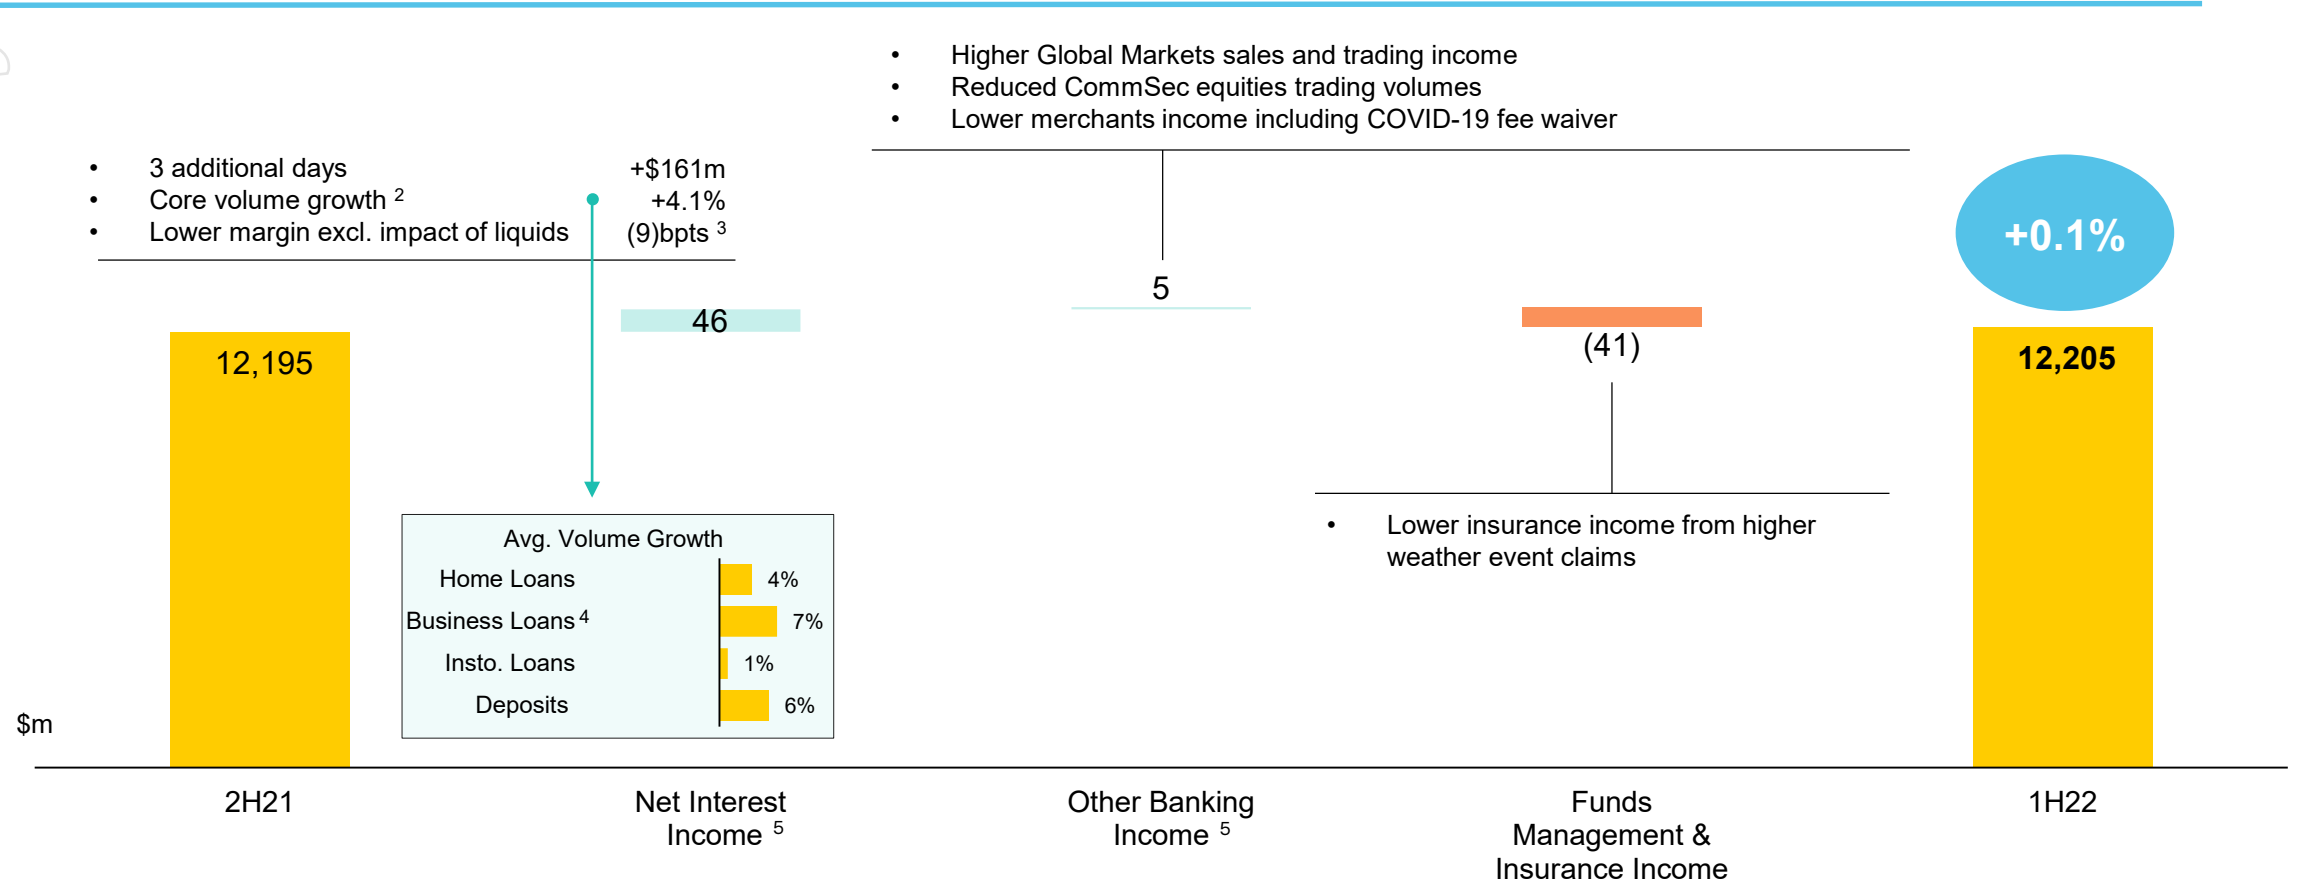 • Higher Global Markets sales and trading income
• Reduced CommSec equities trading volumes
• Lower merchants income including COVID-19 fee waiver
• 3 additional days +$161m
• Core volume growth 2 +4.1%
• Lower margin excl. impact of liquids (9)bpts 3
+0.1%
5
46
(41)
12,195
12,205
• Lower insurance income from higher
weather event claims
Avg. Volume Growth
Home Loans 4%
Business Loans 4 7%
Insto. Loans 1%
Deposits 6%
$m
2H21
Net Interest
Income 5
Other Banking
Income 5
Funds
Management &
Insurance Income
1H22